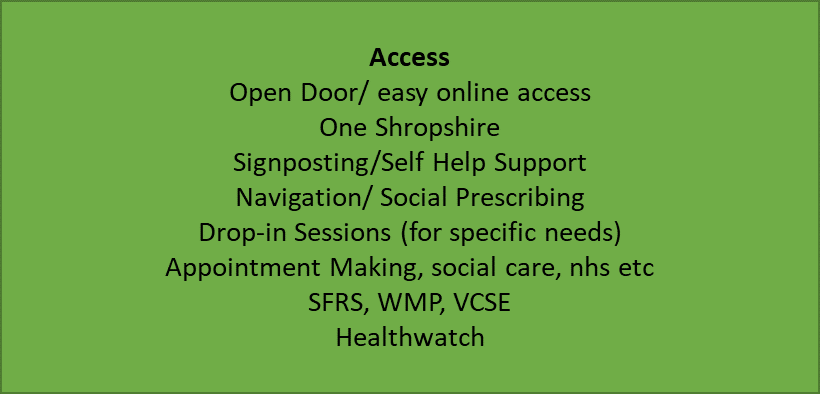 Access
Open Door/ easy online access
One Shropshire
Signposting/Self Help Support
Navigation/ Social Prescribing
Drop-in Sessions (for specific needs)
Appointment Making, social care, nhs etc
SFRS, WMP, VCSE
Healthwatch